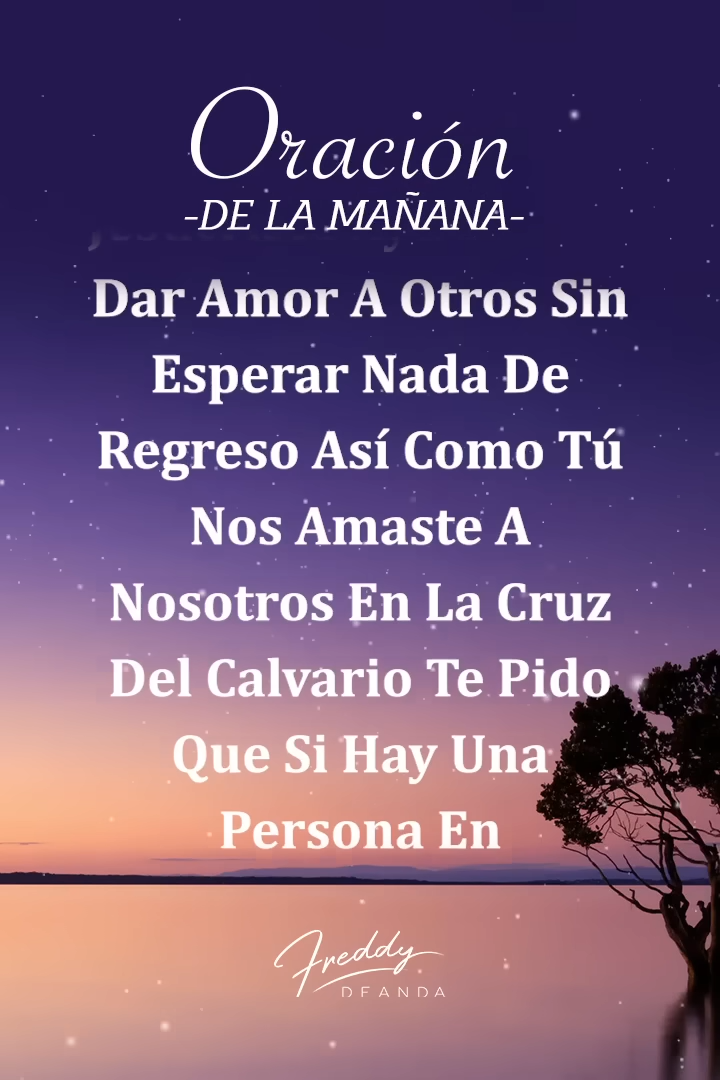 Oración
-DE LA MAÑANA-
Dar Amor A Otros Sin
Esperar Nada De
Regreso Así Como Tú
Nos Amaste A
Nosotros En La Cruz
Del Calvario Te Pido
Que Si Hay Una
Persona En
Freddy
DEANDA